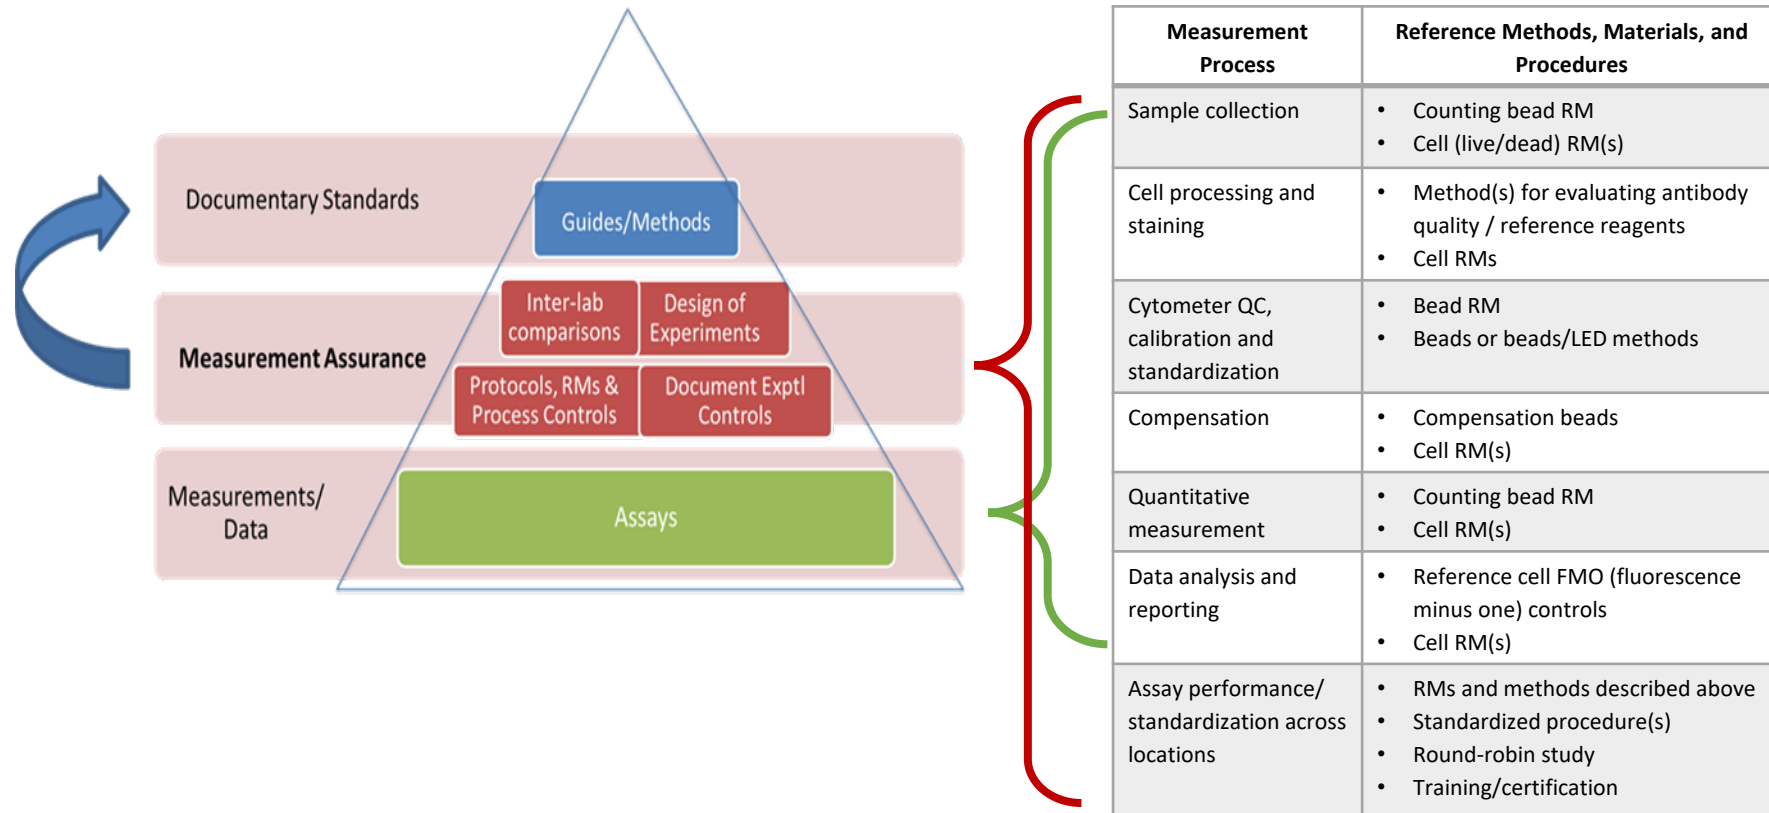 Documentary Standards
Guides/Methods
Measurement Assurance
Inter-lab
comparisons
Design of
Experiments
Protocols, RMs &
Process Controls
Document Exptl
Controls
Measurements/
Data
Assays
Measurement
Process
Reference Methods, Materials, and
Procedures
Sample collection
• Counting bead RM
• Cell (live/dead) RM(s)
Cell processing and
staining
• Method(s) for evaluating antibody
quality / reference reagents
• Cell RMs
Cytometer QC,
calibration and
standardization
• Bead RM
• Beads or beads/LED methods
Compensation
• Compensation beads
• Cell RM(s)
Quantitative
measurement
• Counting bead RM
• Cell RM(s)
Data analysis and
reporting
• Reference cell FMO (fluorescence
minus one) controls
• Cell RM(s)
Assay performance/
standardization across
locations
• RMs and methods described above
• Standardized procedure(s)
• Round-robin study
• Training/certification